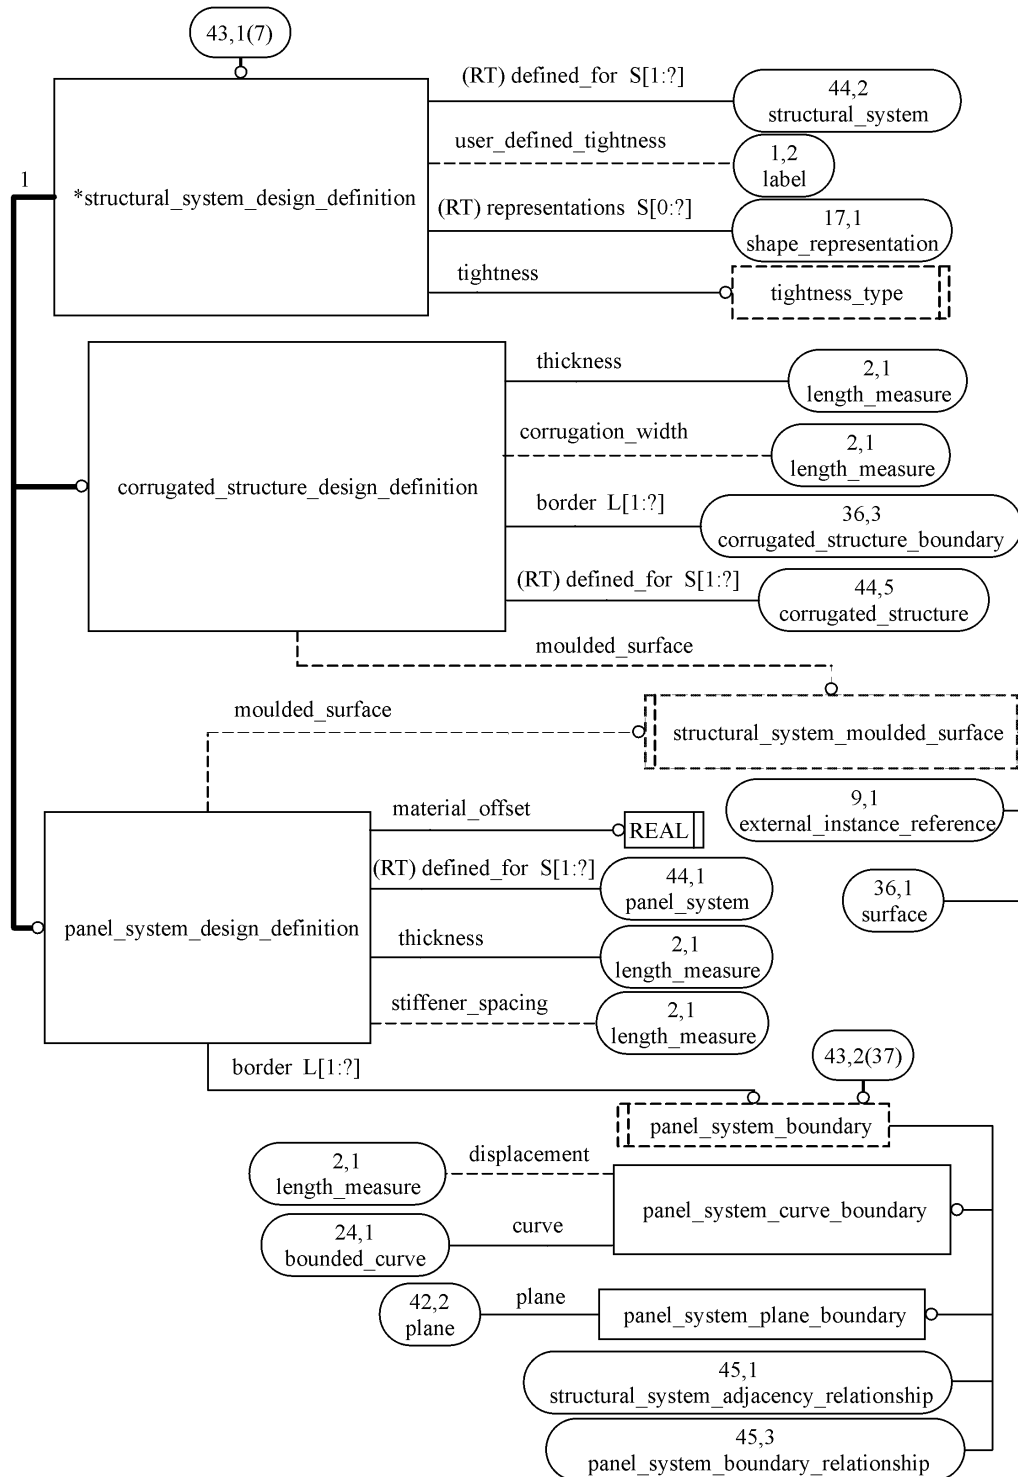 43,1(7)
(RT) defined_for S[1:?]
44,2
structural_system
user_defined_tightness
1,2
label
1
*structural_system_design_definition
(RT) representations S[0:?]
17,1
shape_representation
tightness
tightness_type
thickness
2,1
length_measure
corrugation_width
2,1
length_measure
corrugated_structure_design_definition
border L[1:?]
36,3
corrugated_structure_boundary
(RT) defined_for S[1:?]
44,5
corrugated_structure
moulded_surface
moulded_surface
structural_system_moulded_surface
material_offset
REAL
9,1
external_instance_reference
(RT) defined_for S[1:?]
44,1
panel_system
36,1
surface
panel_system_design_definition
thickness
2,1
length_measure
stiffener_spacing
2,1
length_measure
border L[1:?]
43,2(37)
panel_system_boundary
displacement
2,1
length_measure
panel_system_curve_boundary
curve
24,1
bounded_curve
plane
42,2
plane
panel_system_plane_boundary
45,1
structural_system_adjacency_relationship
45,3
panel_system_boundary_relationship